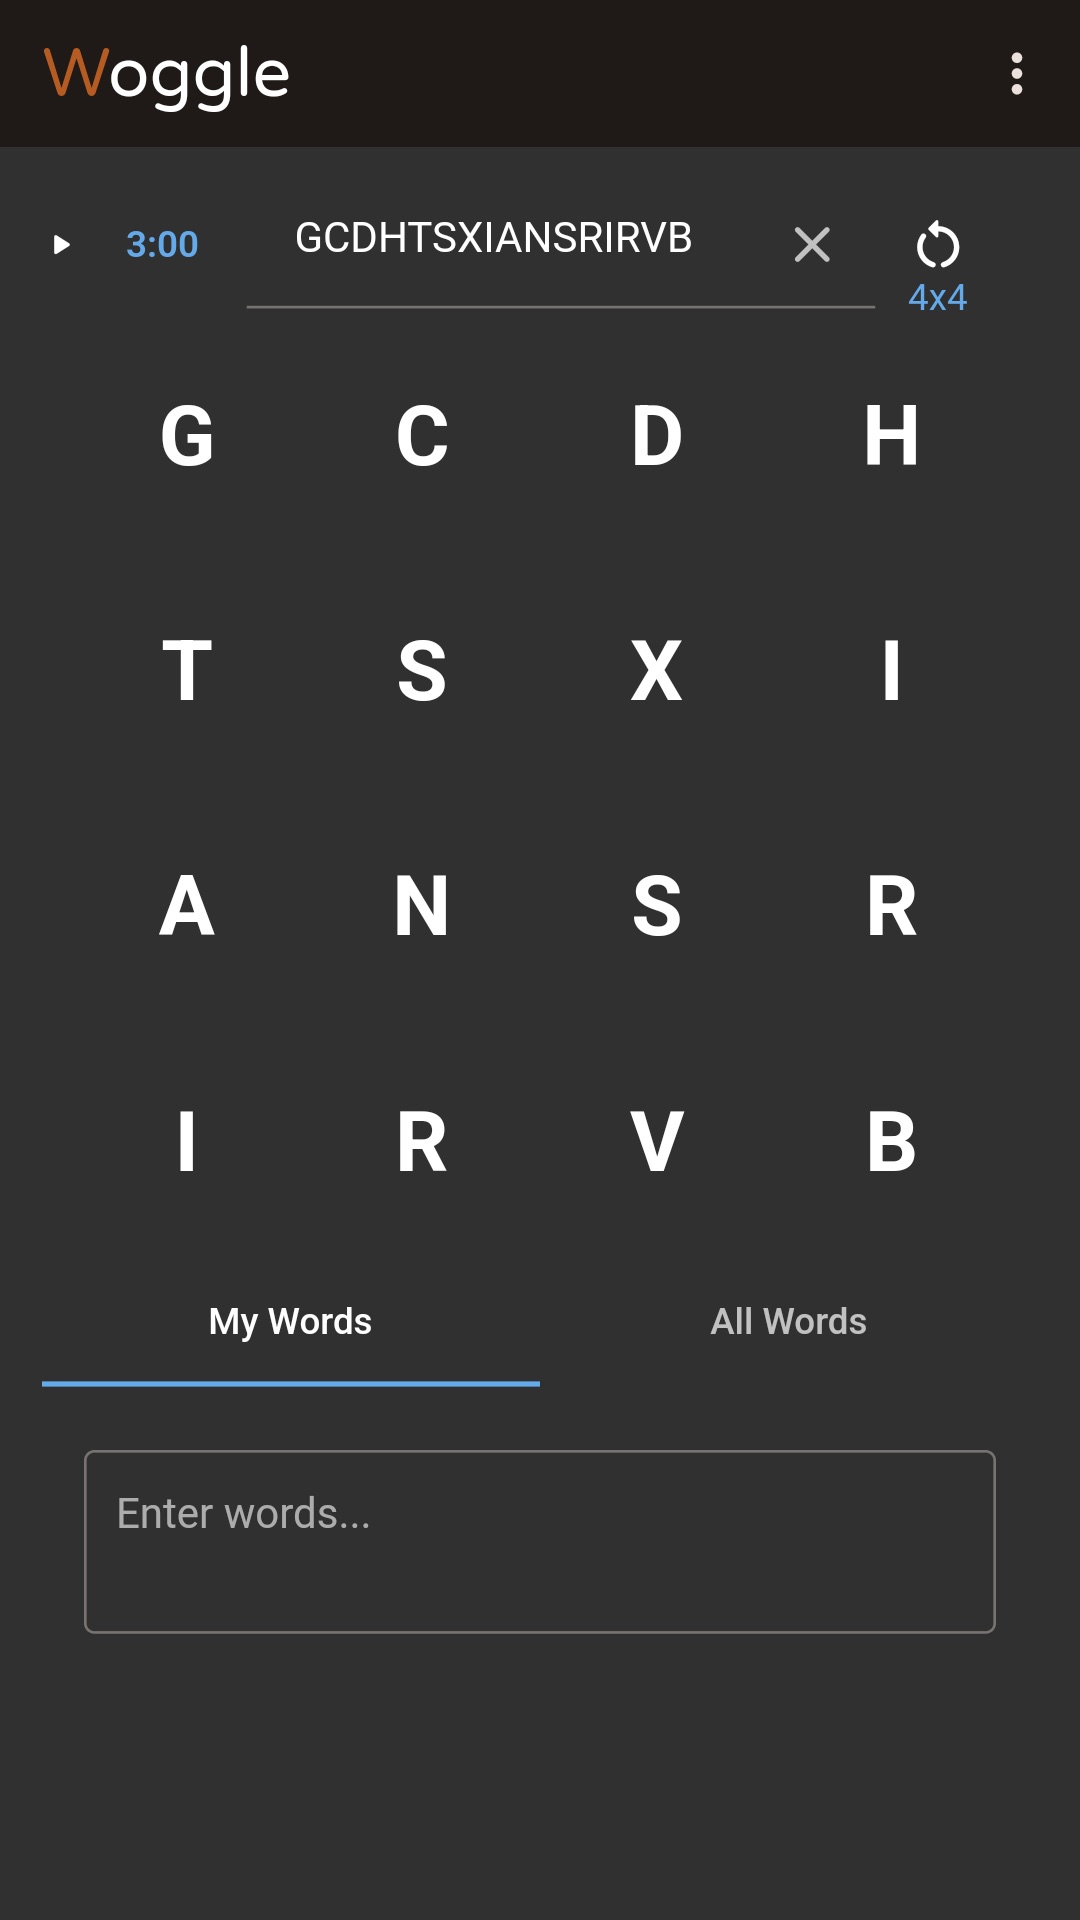 Woggle
3:00 GCDHTSXIANSRIRVB
4x4
G C D H
T S X I
A N S R
I R V B
My Words All Words
Enter words...